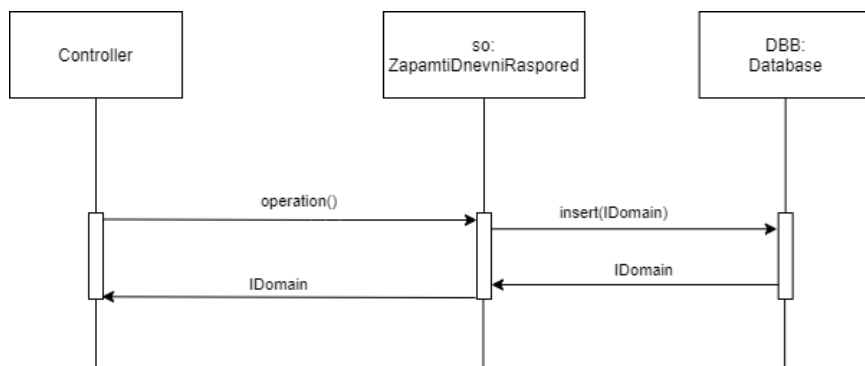 Controller
so:
ZapamtiDnevniRaspored
DBB:
Database
operation()
insert(IDomain)
IDomain
IDomain